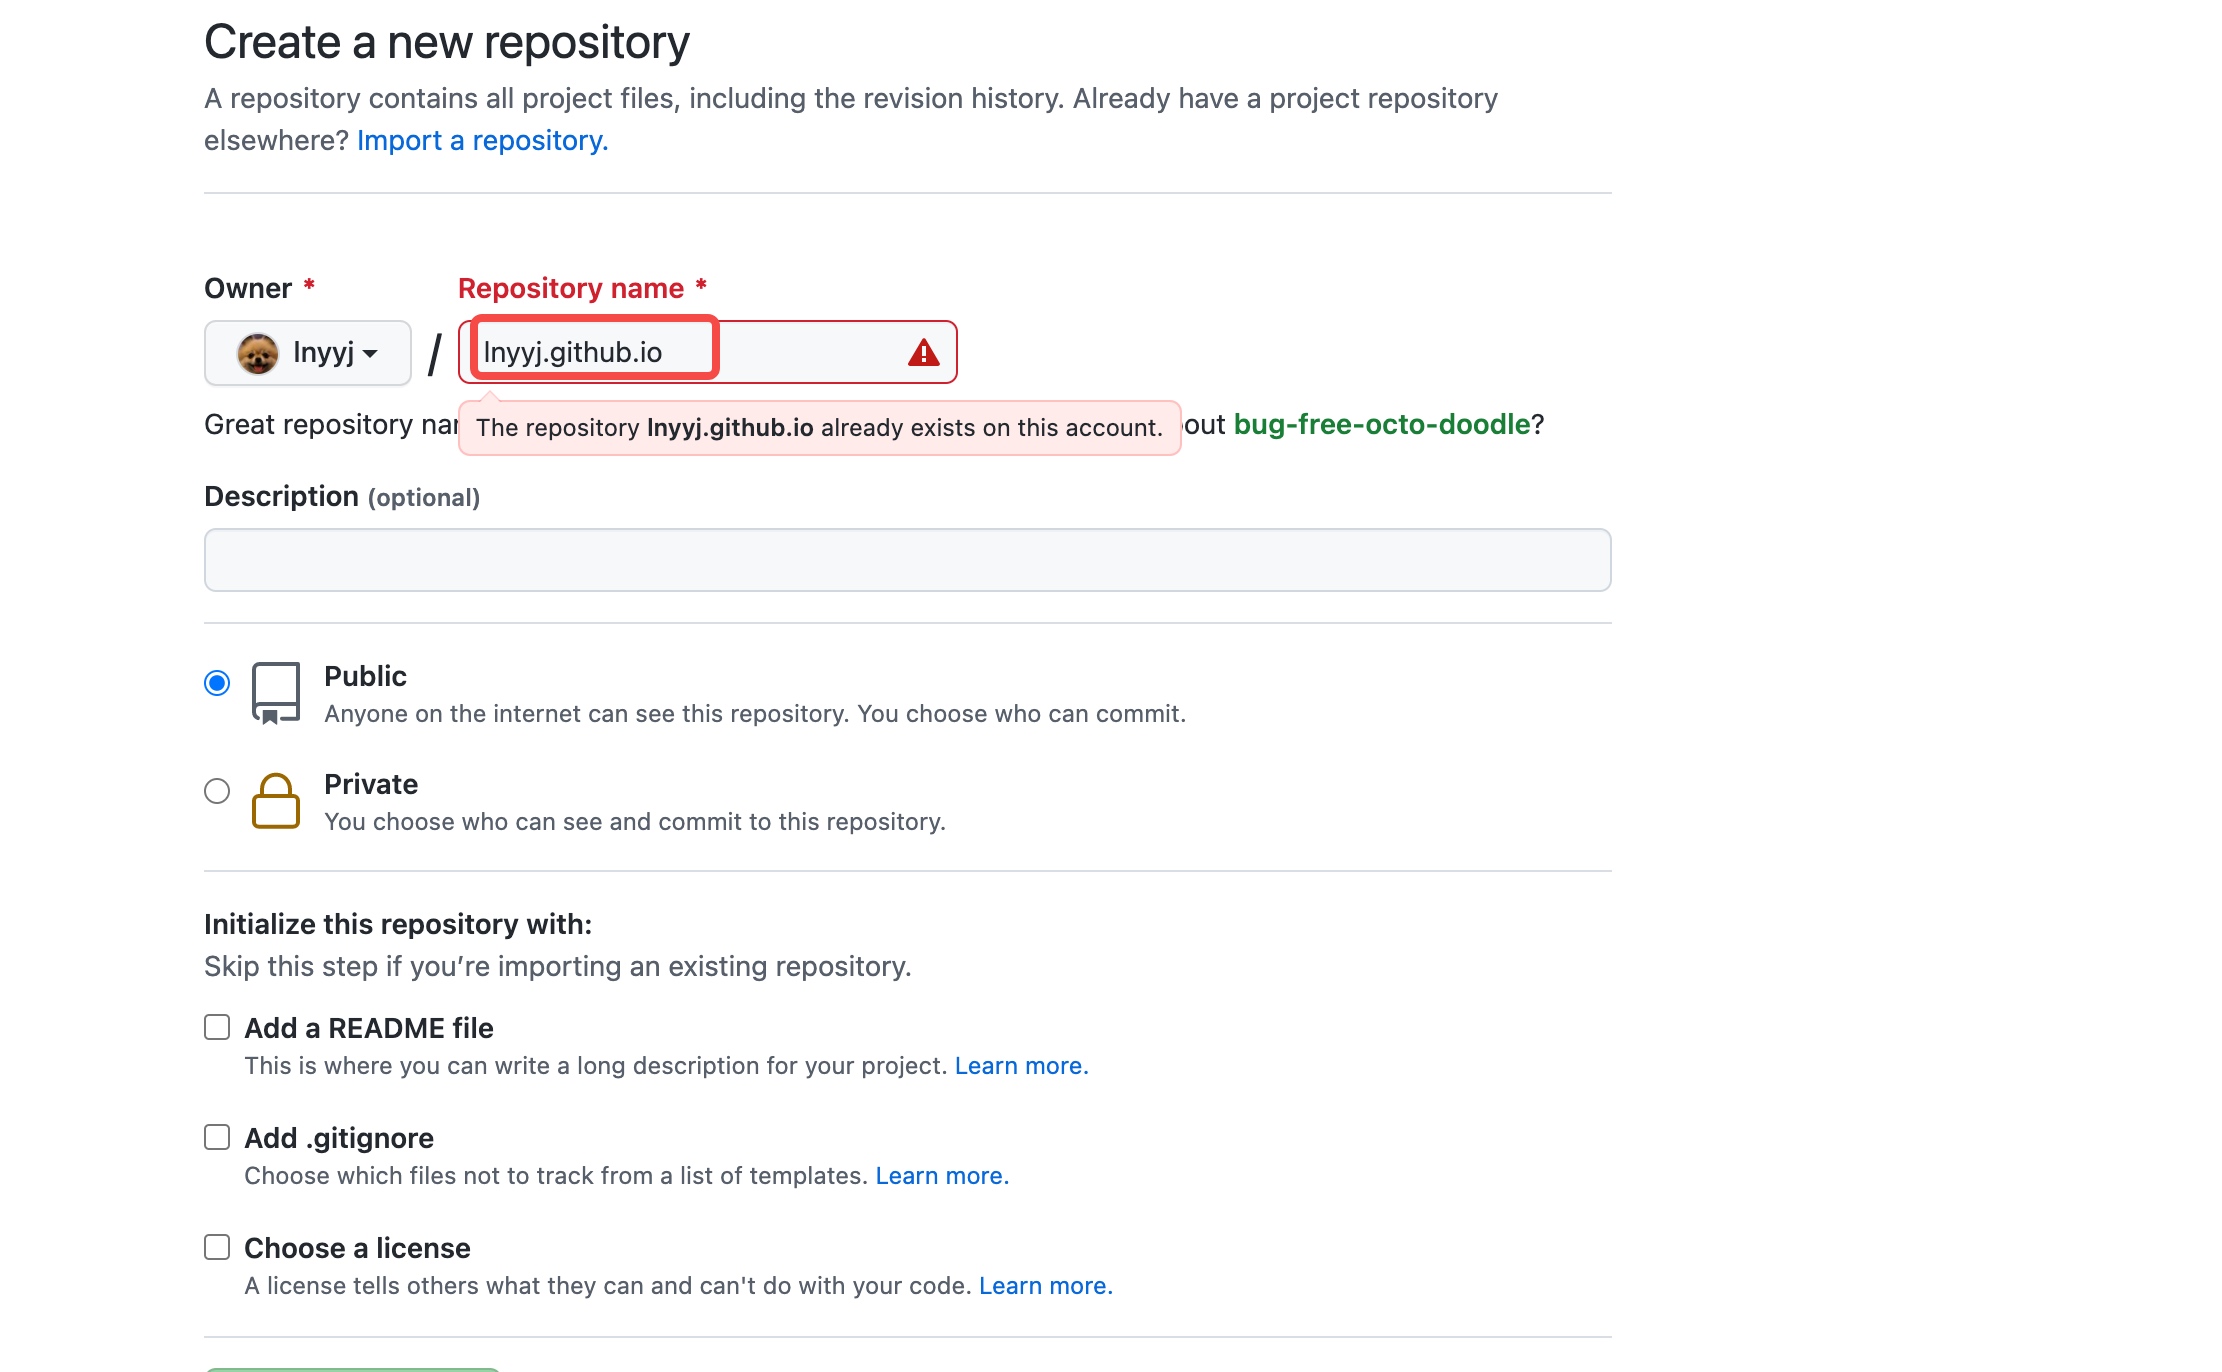 Create a new repository
A repository contains all project files, including the revision history. Already have a project repository
elsewhere? Import a repository.
Owner * Repository name *
lnyyj / lnyyj.github.io
Great repository nar
The repository lnyyj.github.io already exists on this account.
out bug-free-octo-doodle?
Description (optional)
Public
Anyone on the internet can see this repository. You choose who can commit.
Private
You choose who can see and commit to this repository.
Initialize this repository with:
Skip this step if you’re importing an existing repository.
Add a README file
This is where you can write a long description for your project. Learn more.
Add .gitignore
Choose which files not to track from a list of templates. Learn more.
Choose a license
A license tells others what they can and can't do with your code. Learn more.